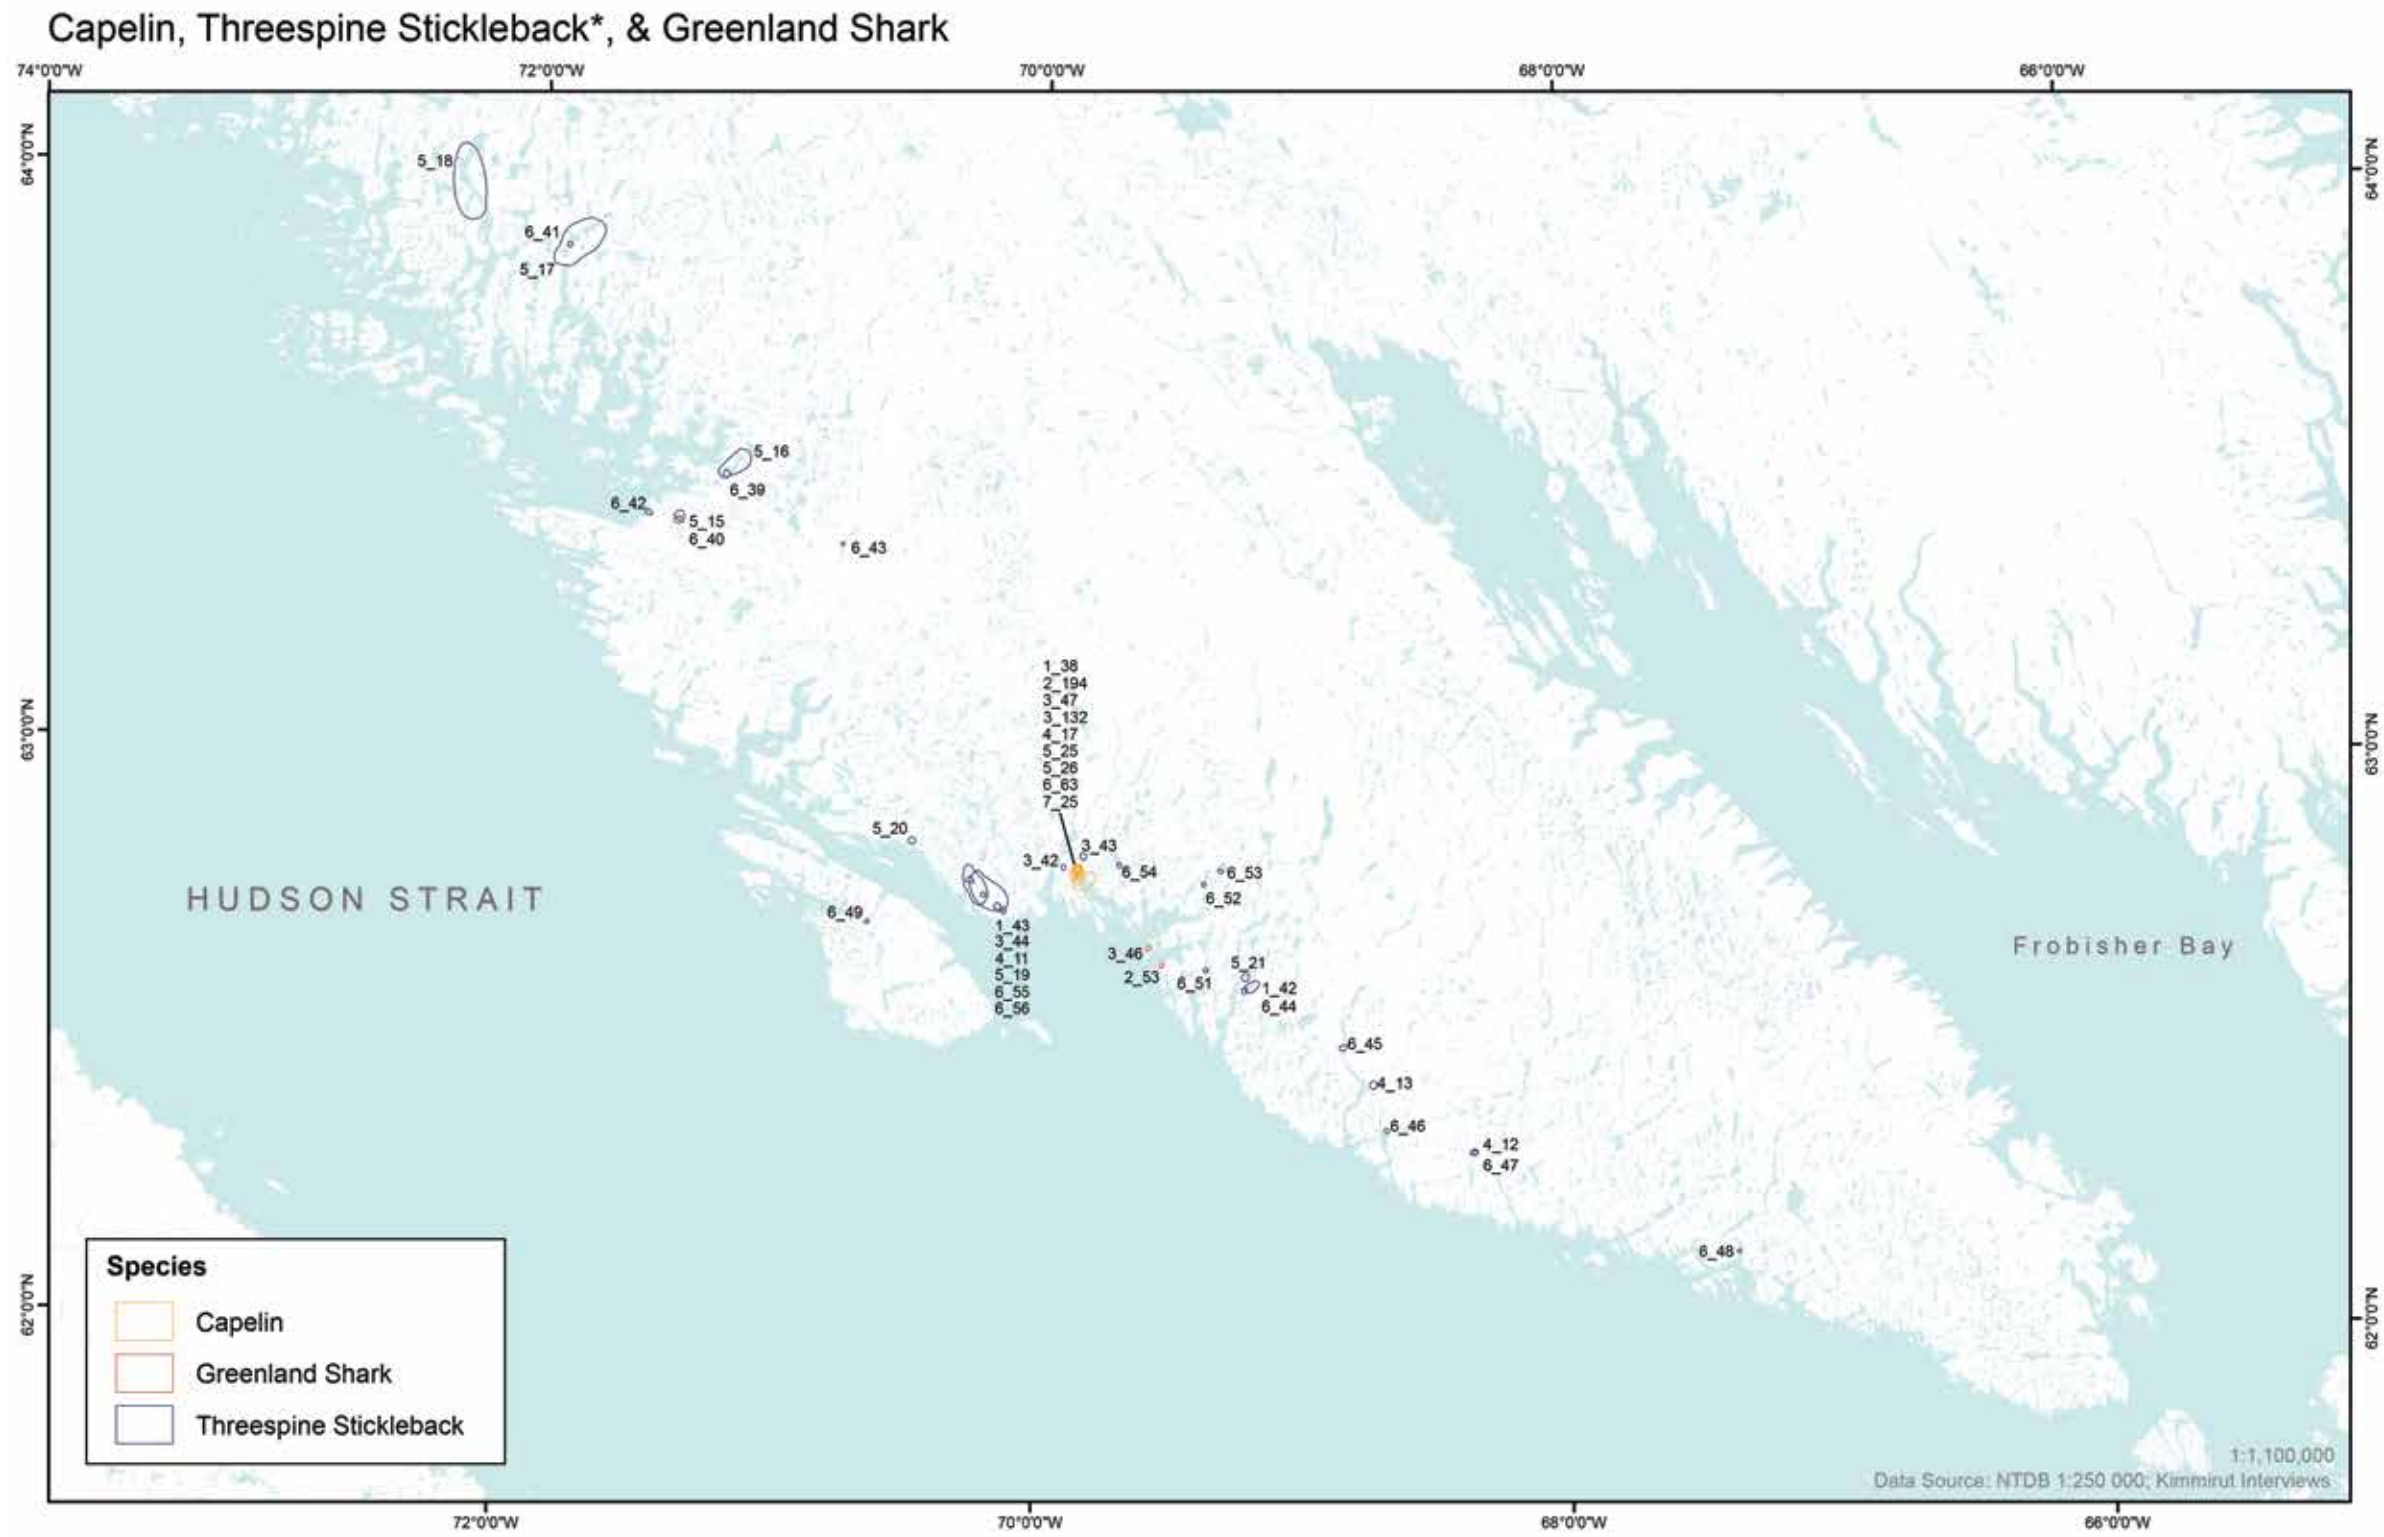 Capelin, Threespine Stickleback*, & Greenland Shark
74°0'0"W 72°0'0"W 70°0'0"W 68°0'0"W 66°0'0"W
64°0'0"N
64°0'0"N
5_18
6_41
5_17
5_16
6_39
6_42
5_15
6_40
6_43
63°0'0"N
63°0'0"N
1_38
2_194
3_47
3_132
4_17
5_25
5_26
6_63
7_25
5_20
3_43
3_42
6_54
6_53
6_52
HUDSON STRAIT
6_49
1_43
3_44
4_11
5_19
6_55
6_56
3_46
2_53
6_51
5_21
1_42
6_44
Frobisher Bay
6_45
4_13
6_46
4_12
6_47
6_48
62°0'0"N
62°0'0"N
Species
Capelin
Greenland Shark
Threespine Stickleback
1:1,100,000
Data Source: NTDB 1:250 000; Kimmirut Interviews
72°0'0"W 70°0'0"W 68°0'0"W 66°0'0"W